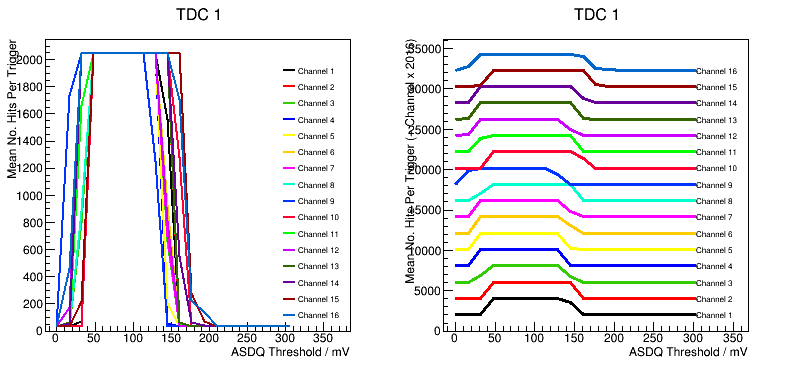 TDC 1
Mean No. Hits Per Trigger
2000
1800
1600
1400
1200
1000
800
600
400
200
0
0 50 100 150 200 250 300 350
ASDQ Threshold / mV
Channel 1
Channel 2
Channel 3
Channel 4
Channel 5
Channel 6
Channel 7
Channel 8
Channel 9
Channel 10
Channel 11
Channel 12
Channel 13
Channel 14
Channel 15
Channel 16
TDC 1
Mean No. Hits Per Trigger (+ Channel x 2016)
35000
30000
25000
20000
15000
10000
5000
0
0 50 100 150 200 250 300 350
ASDQ Threshold / mV
Channel 16
Channel 15
Channel 14
Channel 13
Channel 12
Channel 11
Channel 10
Channel 9
Channel 8
Channel 7
Channel 6
Channel 5
Channel 4
Channel 3
Channel 2
Channel 1